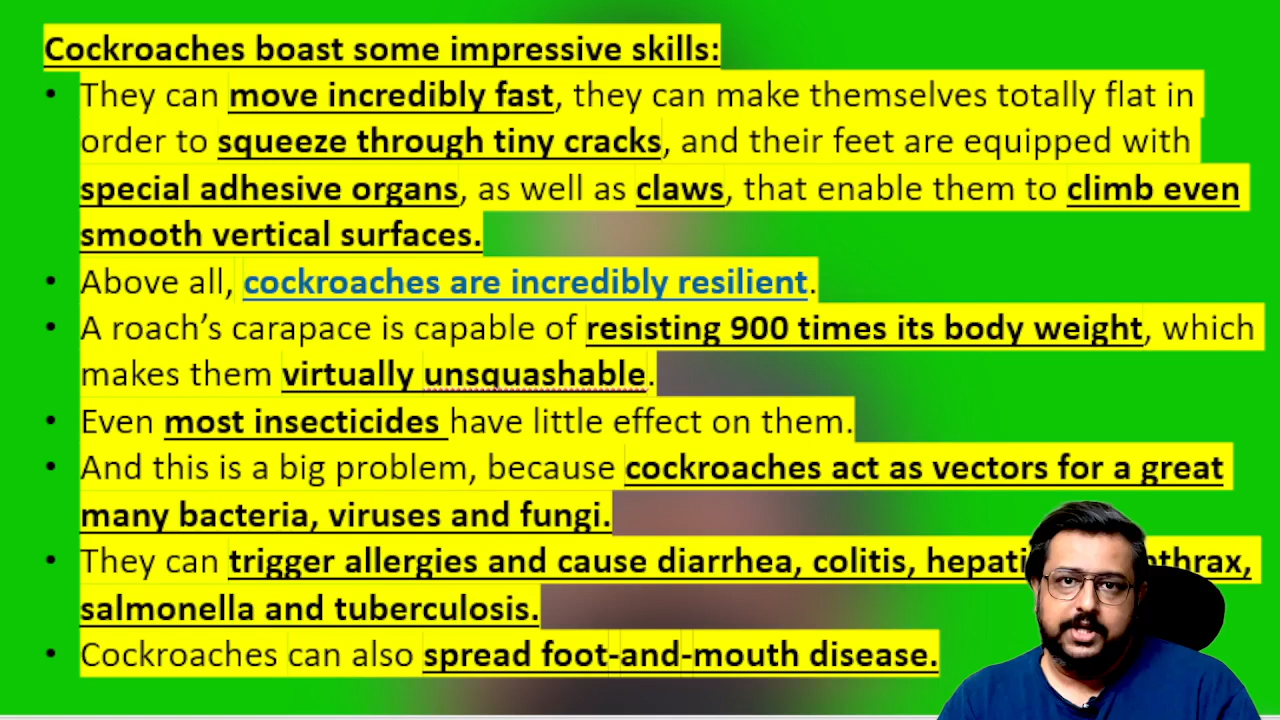 Cockroaches boast some impressive skills:
• They can move incredibly fast, they can make themselves totally flat in
order to squeeze through tiny cracks, and their feet are equipped with
special adhesive organs, as well as claws, that enable them to climb even
smooth vertical surfaces.
• Above all, cockroaches are incredibly resilient.
• A roach’s carapace is capable of resisting 900 times its body weight, which
makes them virtually unsquashable.
• Even most insecticides have little effect on them.
• And this is a big problem, because cockroaches act as vectors for a great
many bacteria, viruses and fungi.
• They can trigger allergies and cause diarrhea, colitis,
salmonella and tuberculosis.
• Cockroaches can also spread foot-and-mouth disease.